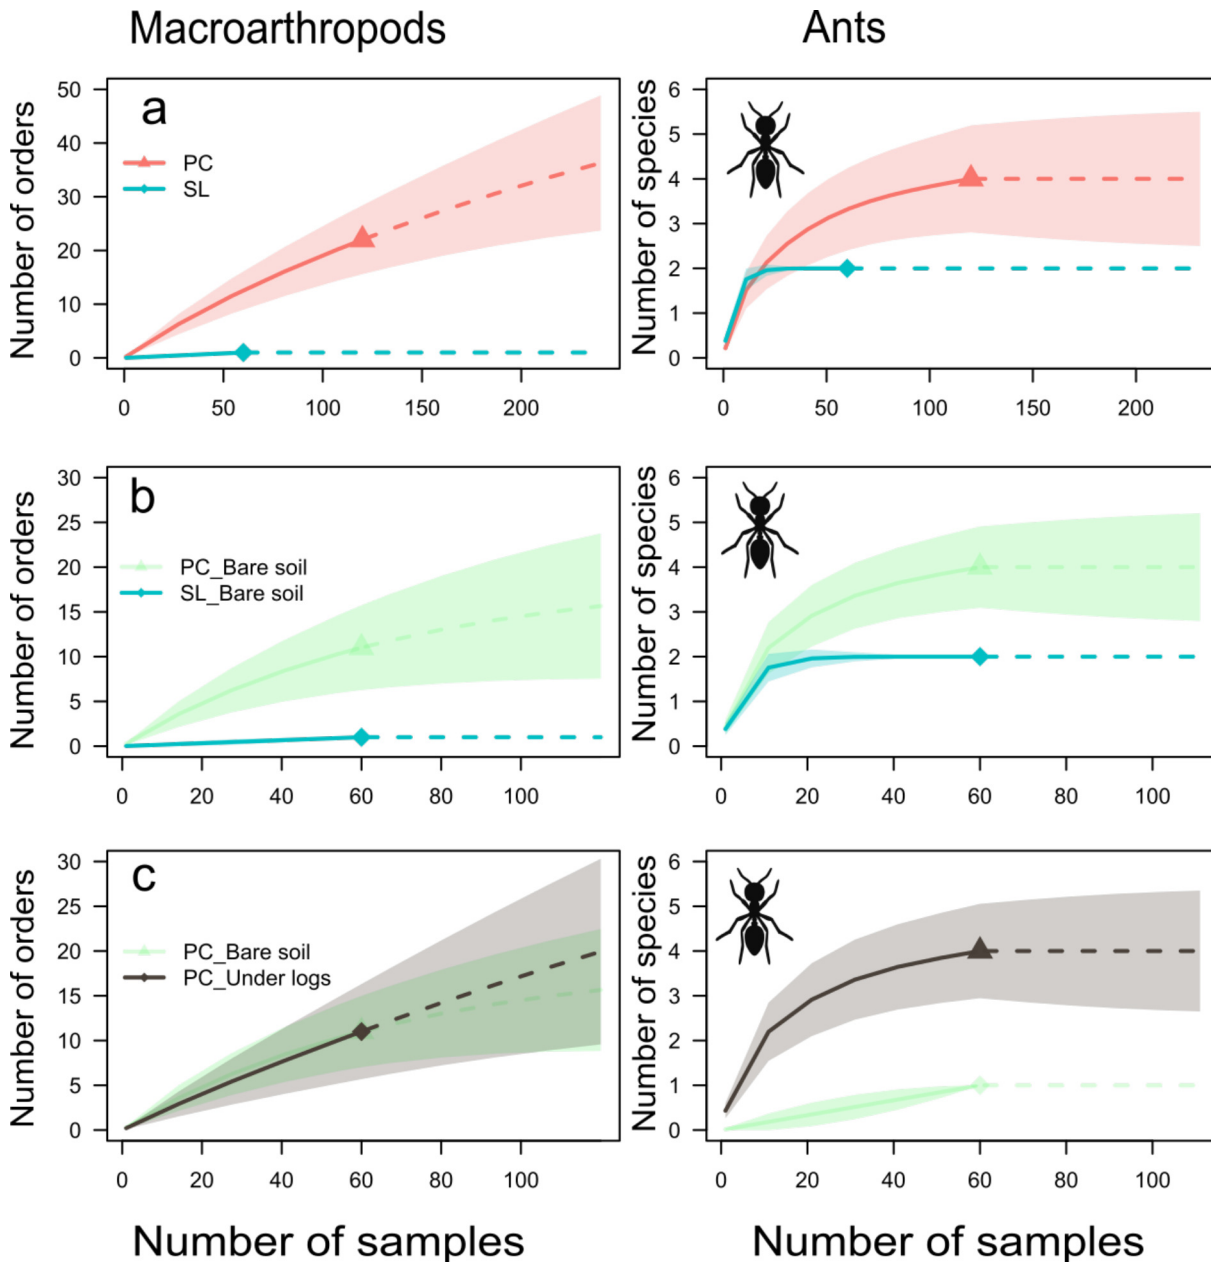 Macroarthropods
Ants
a
Number of orders
50
40
30
20
10
0
PC
SL
0 50 100 150 200
Number of species
6
5
4
3
2
1
0
0 50 100 150 200
b
Number of orders
30
25
20
15
10
5
0
PC_Bare soil
SL_Bare soil
0 20 40 60 80 100
Number of species
6
5
4
3
2
1
0
0 20 40 60 80 100
c
Number of orders
30
25
20
15
10
5
0
PC_Bare soil
PC_Under logs
0 20 40 60 80 100
Number of species
6
5
4
3
2
1
0
0 20 40 60 80 100
Number of samples
Number of samples